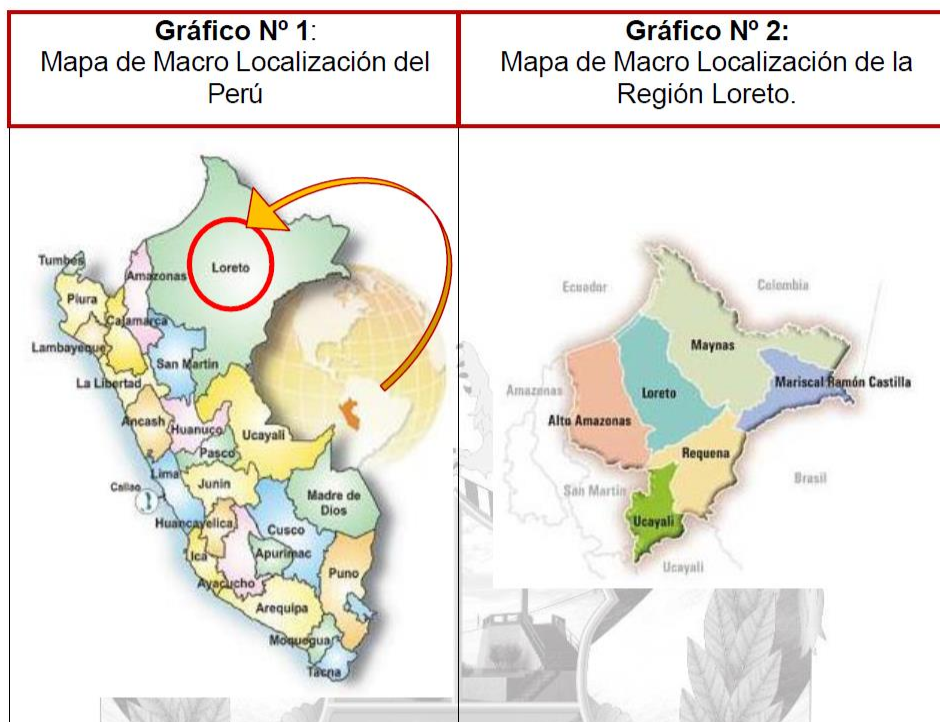 Gráfico Nº 1:
Mapa de Macro Localización del
Perú
Gráfico Nº 2:
Mapa de Macro Localización de la
Región Loreto.
Tumbes
Piura
Amazonas
Loreto
Cajamarca
Lambayeque
San Martin
La Libertad
Ancash
Huanuco
Ucayali
Pasco
Lima
Junin
Callao
Madre de
Dios
Huancavelica
Cusco
Ica
Apurimac
Ayacucho
Puno
Arequipa
Moquegua
Tacna
Ecuador
Colombia
Maynas
Amazonas
Loreto
Mariscal Ramón Castilla
Alto Amazonas
Requena
San Martin
Brasil
Ucayali
Ucayali